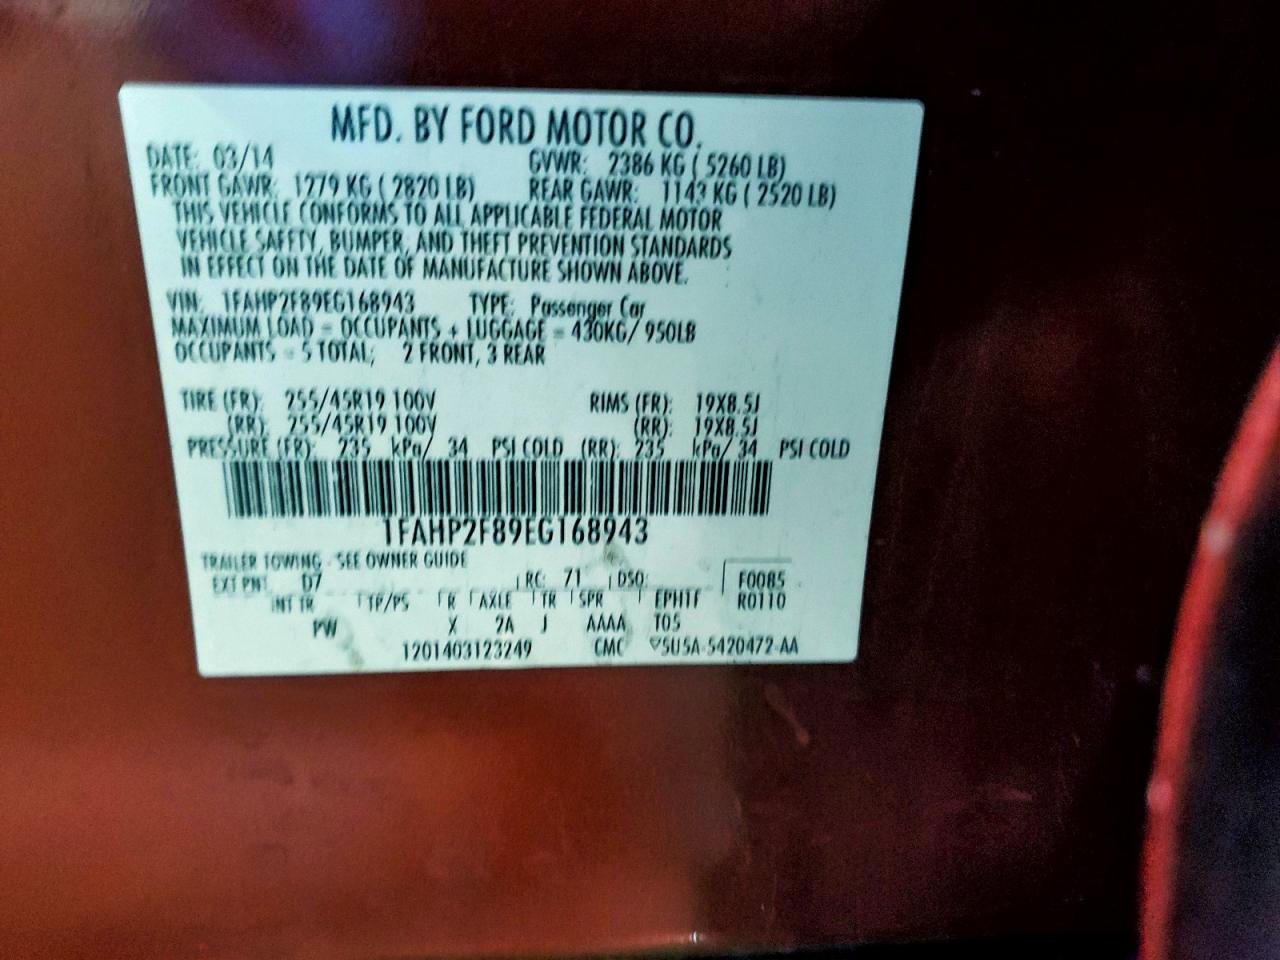 MFD. BY FORD MOTOR CO.
DATE: 03/14 GVWR: 2386 KG ( 5260 LB)
FRONT GAWR: 1279 KG ( 2820 LB) REAR GAWR: 1143 KG ( 2520 LB)
THIS VEHICLE CONFORMS TO ALL APPLICABLE FEDERAL MOTOR
VEHICLE SAFETY, BUMPER, AND THEFT PREVENTION STANDARDS
IN EFFECT ON THE DATE OF MANUFACTURE SHOWN ABOVE.
VIN: 1FAHP2F89EG168943 TYPE: Passenger Car
MAXIMUM LOAD = OCCUPANTS + LUGGAGE = 430KG/ 950LB
OCCUPANTS = 5 TOTAL; 2 FRONT, 3 REAR
TIRE (FR): 255/45R19 100V RIMS (FR): 19X8.5J
(RR): 255/45R19 100V (RR): 19X8.5J
PRESSURE (FR): 235 kPa/ 34 PSI COLD (RR): 235 kPa/ 34 PSI COLD
1FAHP2F89EG168943
TRAILER TOWING - SEE OWNER GUIDE
EXT PNT: D7 RC: 71 DSO: F0085
INT TR TP/PS R AXLE TR SPR EPHTF R0110
PW X 2A J AAAA T05
1201403123249 CMC ▽5U5A-5420472-AA